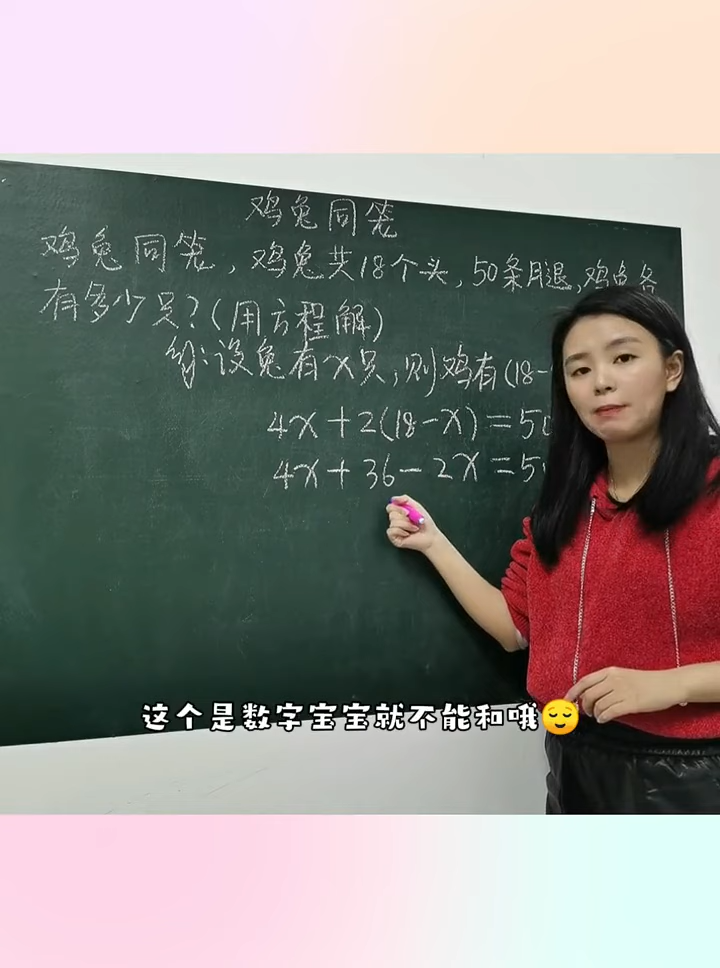 鸡兔同笼
鸡兔同笼，鸡兔共18个头，50条月退，鸡兔各
有多少只？（用方程解）
设兔有x只，则鸡有(18-
4x+2(18-x)=50
4x+36-2x=5
这个是数字宝宝就不能和哦😌